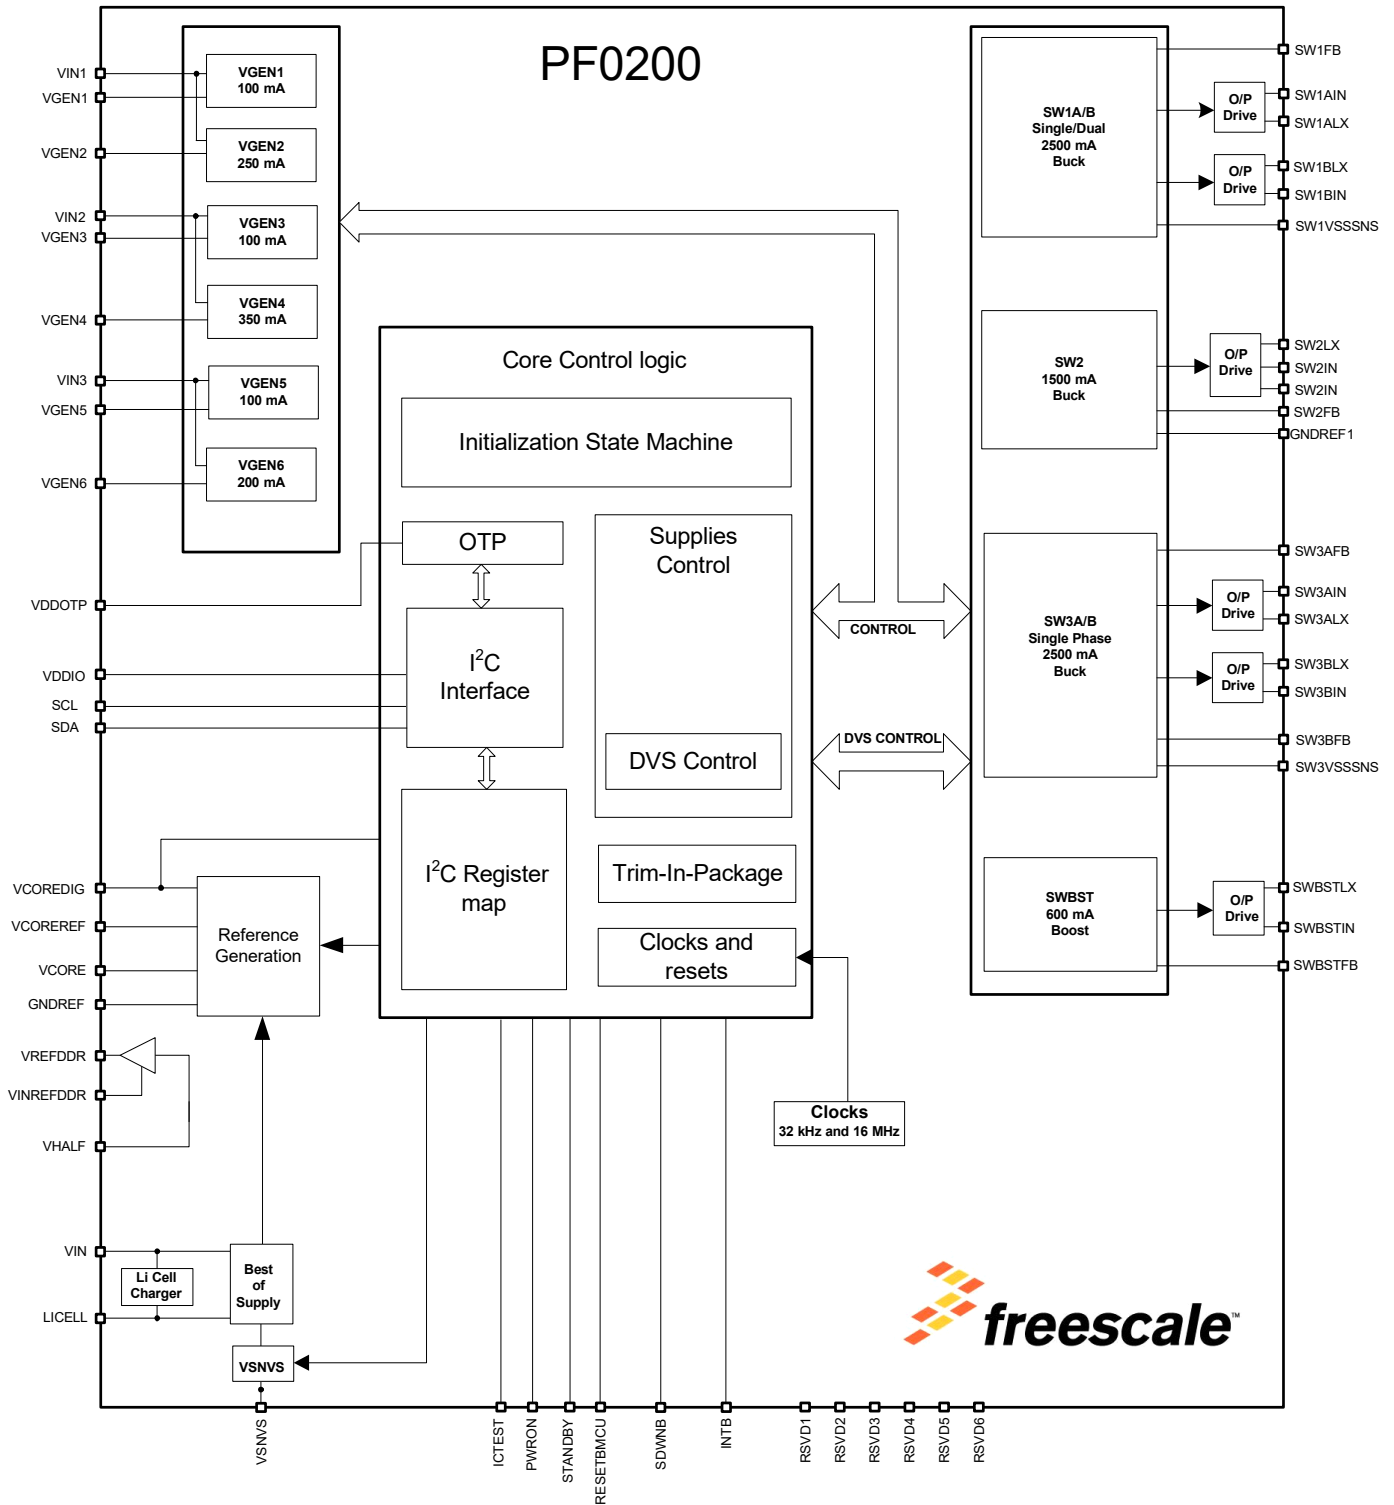 PF0200
VIN1
VGEN1
VGEN2
VIN2
VGEN3
VGEN4
VIN3
VGEN5
VGEN6
VDDOTP
VDDIO
SCL
SDA
VCOREDIG
VCOREREF
VCORE
GNDREF
VREFDDR
VINREFDDR
VHALF
VIN
LICELL
VGEN1
100 mA
VGEN2
250 mA
VGEN3
100 mA
VGEN4
350 mA
VGEN5
100 mA
VGEN6
200 mA
Core Control logic
Initialization State Machine
OTP
I²C
Interface
I²C Register
map
Supplies
Control
DVS Control
Trim-In-Package
Clocks and
resets
CONTROL
DVS CONTROL
Reference
Generation
Clocks
32 kHz and 16 MHz
Li Cell
Charger
Best
of
Supply
VSNVS
SW1A/B
Single/Dual
2500 mA
Buck
O/P
Drive
O/P
Drive
SW2
1500 mA
Buck
O/P
Drive
SW3A/B
Single Phase
2500 mA
Buck
O/P
Drive
O/P
Drive
SWBST
600 mA
Boost
O/P
Drive
SW1FB
SW1AIN
SW1ALX
SW1BLX
SW1BIN
SW1VSSSNS
SW2LX
SW2IN
SW2IN
SW2FB
GNDREF1
SW3AFB
SW3AIN
SW3ALX
SW3BLX
SW3BIN
SW3BFB
SW3VSSSNS
SWBSTLX
SWBSTIN
SWBSTFB
freescale™
VSNVS
ICTEST
PWRON
STANDBY
RESETBMCU
SDWNB
INTB
RSVD1
RSVD2
RSVD3
RSVD4
RSVD5
RSVD6